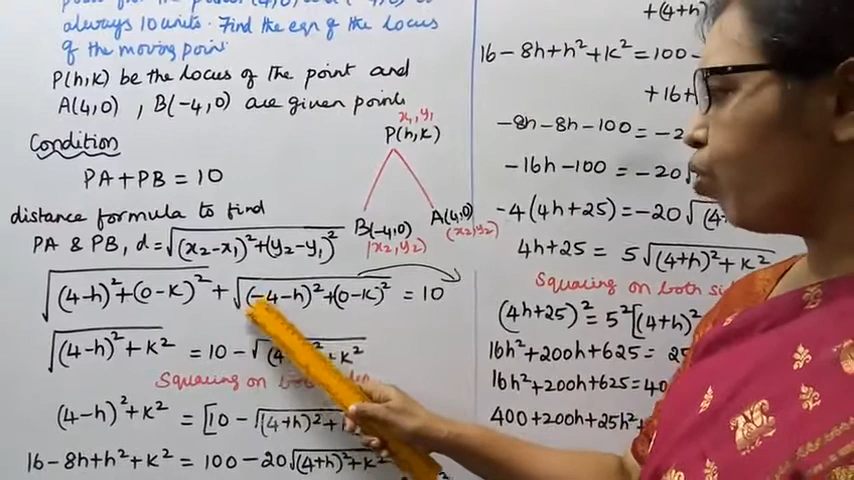 always 10 units. Find the eqn of the locus
of the moving point.
P(h,k) be the locus of the point and
A(4,0) , B(-4,0) are given points
Condition
PA+PB = 10
distance formula to find
PA & PB, d = √(x₂-x₁)²+(y₂-y₁)²
√(4-h)²+(0-k)² + √(-4-h)²+(0-k)² = 10
√(4-h)²+k² = 10 - √(4
+k²
Squaring on
(4-h)²+k² = [10 - √(4+h)²+
16-8h+h²+k² = 100-20√(4+h)²+k²
x₁,y₁
P(h,k)
B(-4,0) A(4,0)
(x₂,y₂) (x₂,y₂)
+(4+h)
16-8h+h²+k² = 100-
+16+
-8h-8h-100 = -2
-16h-100 = -20
-4(4h+25) = -20√(4
4h+25 = 5√(4+h)²+k²
Squaring on both si
(4h+25)² = 5²[(4+h)²
16h²+200h+625 =
16h²+200h+625 = 40
400+200h+25h²